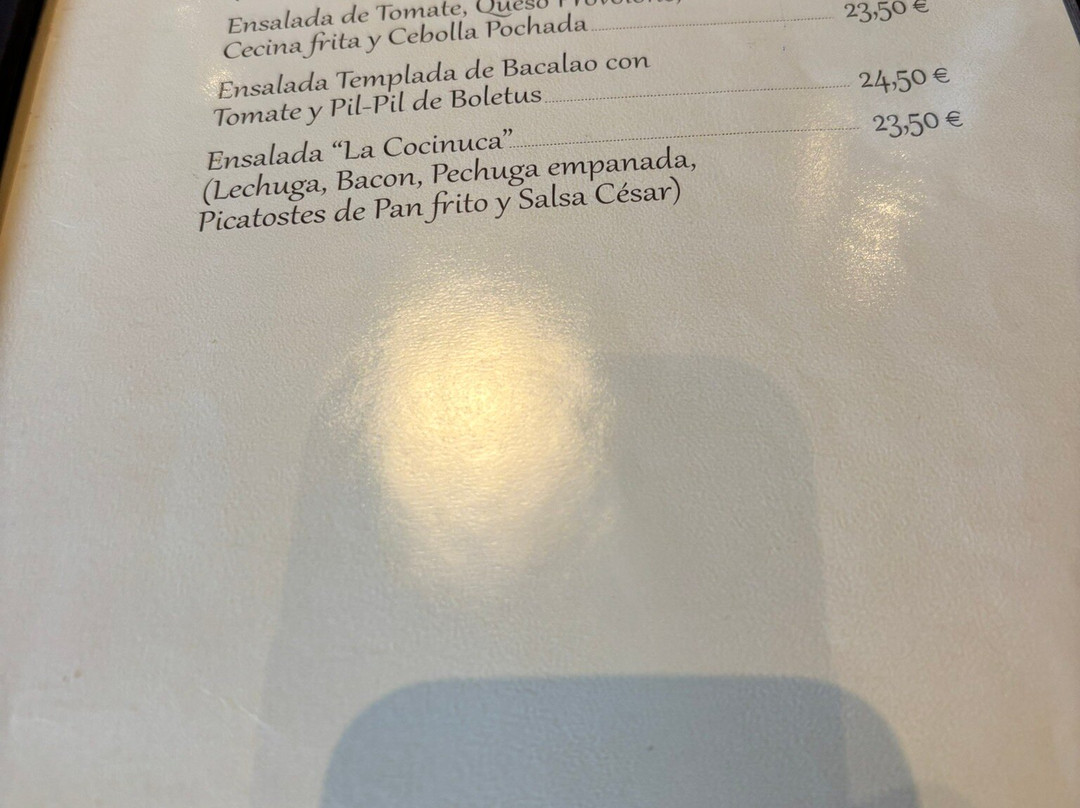 Ensalada de Tomate, Queso
Cecina frita y Cebolla Pochada 23,50 €
Ensalada Templada de Bacalao con
Tomate y Pil-Pil de Boletus 24,50 €
Ensalada “La Cocinuca” 23,50 €
(Lechuga, Bacon, Pechuga empanada,
Picatostes de Pan frito y Salsa César)